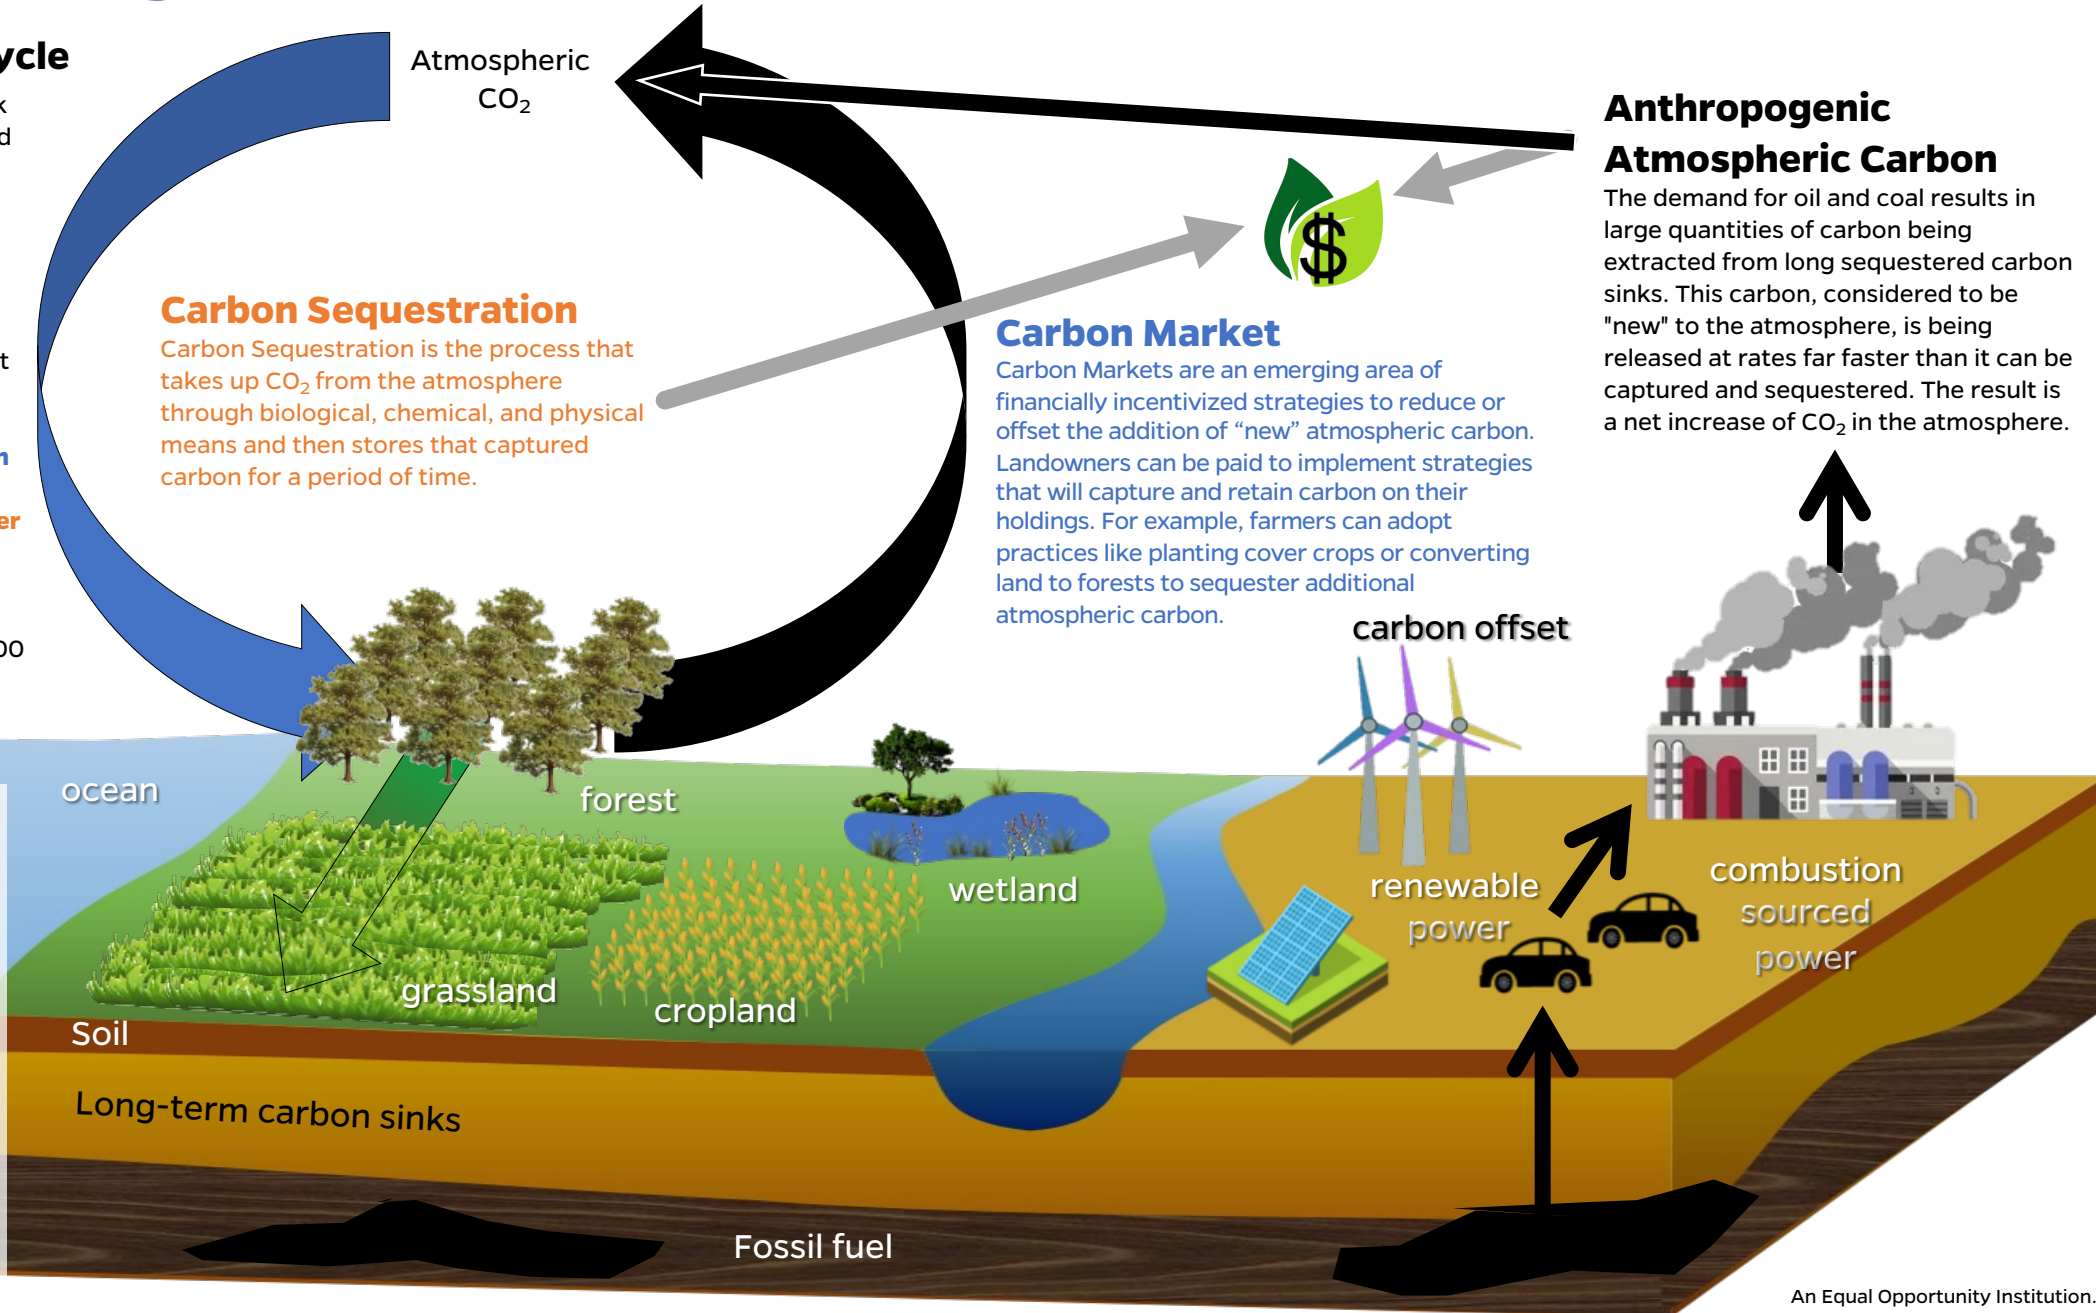 ycle
k
d
t
n
er
00
Atmospheric
CO₂
Carbon Sequestration
Carbon Sequestration is the process that
takes up CO₂ from the atmosphere
through biological, chemical, and physical
means and then stores that captured
carbon for a period of time.
Carbon Market
Carbon Markets are an emerging area of
financially incentivized strategies to reduce or
offset the addition of “new” atmospheric carbon.
Landowners can be paid to implement strategies
that will capture and retain carbon on their
holdings. For example, farmers can adopt
practices like planting cover crops or converting
land to forests to sequester additional
atmospheric carbon.
Anthropogenic
Atmospheric Carbon
The demand for oil and coal results in
large quantities of carbon being
extracted from long sequestered carbon
sinks. This carbon, considered to be
"new" to the atmosphere, is being
released at rates far faster than it can be
captured and sequestered. The result is
a net increase of CO₂ in the atmosphere.
$
carbon offset
ocean
forest
wetland
renewable
power
combustion
sourced
power
grassland
cropland
Soil
Long-term carbon sinks
Fossil fuel
An Equal Opportunity Institution.